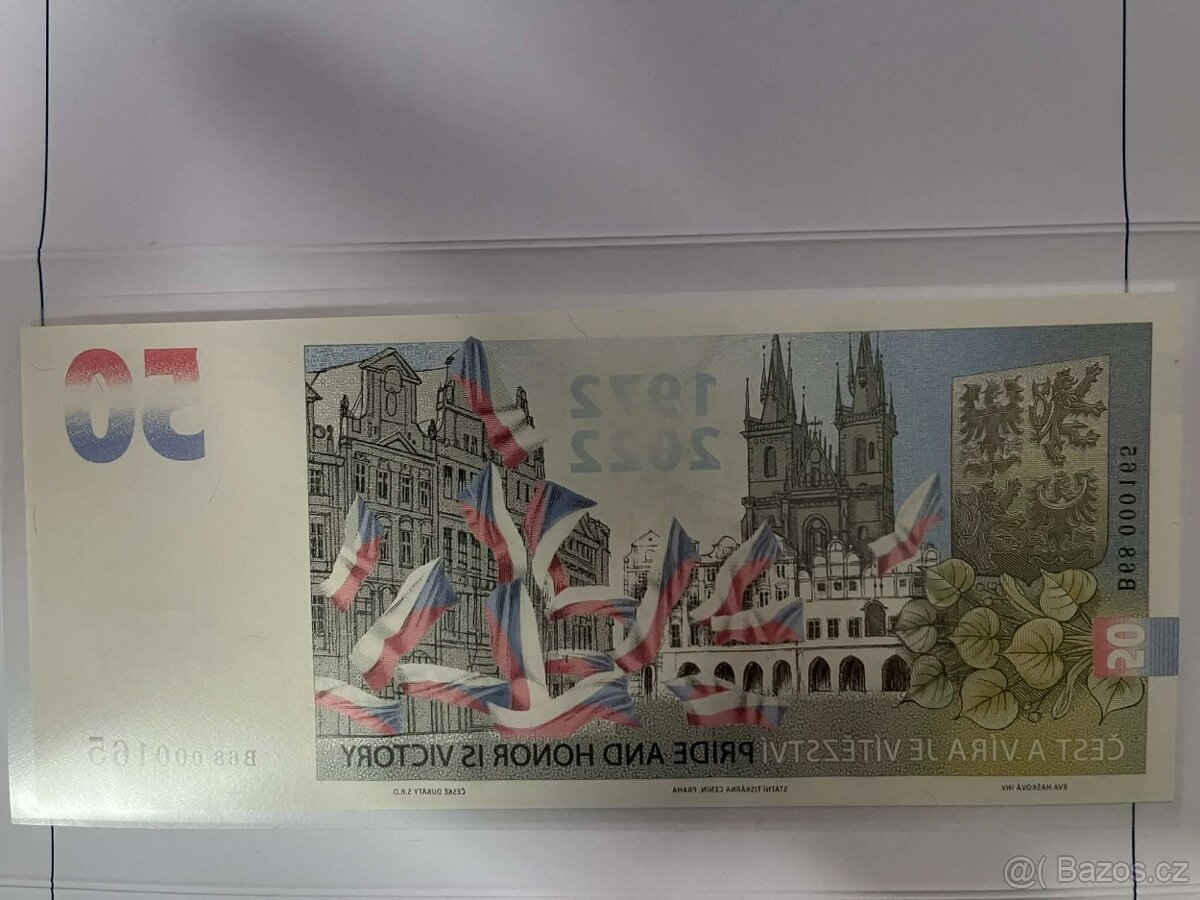 50
1972
2022
B68 000165
50
ČEST A VÍRA JE VÍTĚZSTVÍ PRIDE AND HONOR IS VICTORY
B68 000165
EVA HAŠKOVÁ INV STÁTNÍ TISKÁRNA CENIN, PRAHA ČESKÉ DUKÁTY S.R.O.
@( Bazos.cz